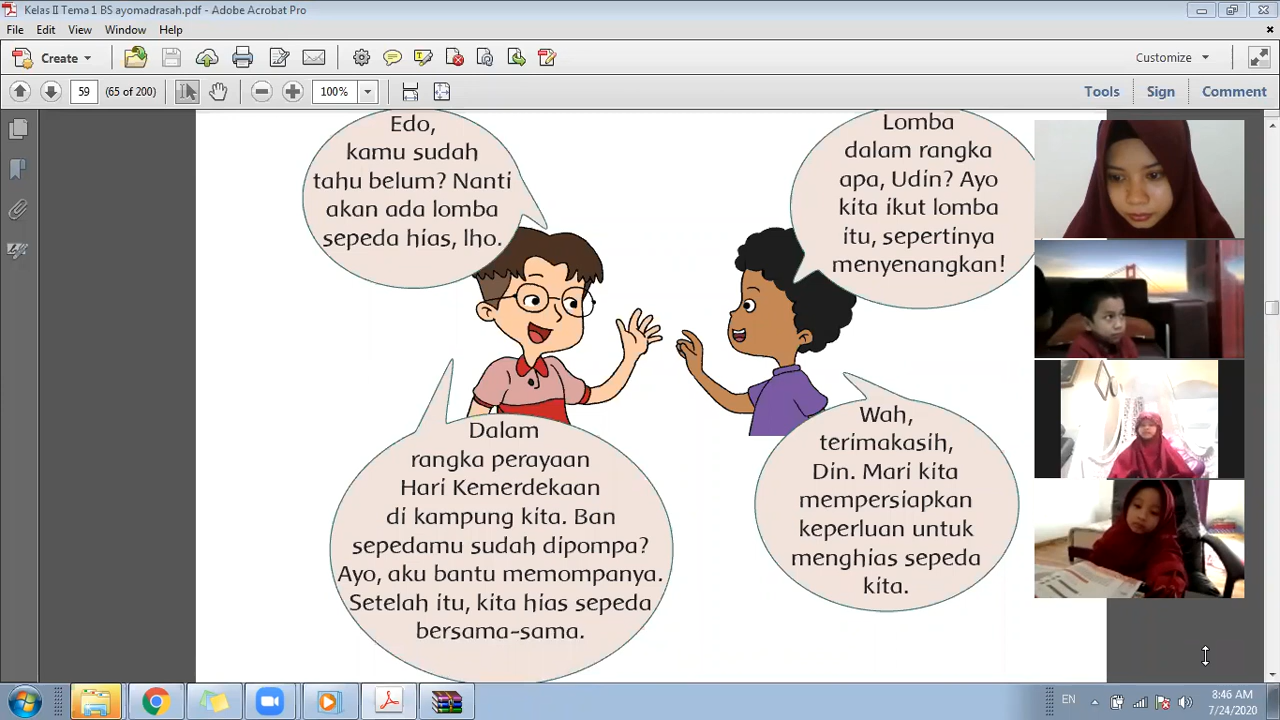 Kelas II Tema 1 BS ayomadrasah.pdf - Adobe Acrobat Pro
File Edit View Window Help
Create
Customize
59 (65 of 200)
100%
Tools Sign Comment
Edo,
kamu sudah
tahu belum? Nanti
akan ada lomba
sepeda hias, lho.
Lomba
dalam rangka
apa, Udin? Ayo
kita ikut lomba
itu, sepertinya
menyenangkan!
Dalam
rangka perayaan
Hari Kemerdekaan
di kampung kita. Ban
sepedamu sudah dipompa?
Ayo, aku bantu memompanya.
Setelah itu, kita hias sepeda
bersama-sama.
Wah,
terimakasih,
Din. Mari kita
mempersiapkan
keperluan untuk
menghias sepeda
kita.
EN
8:46 AM
7/24/2020